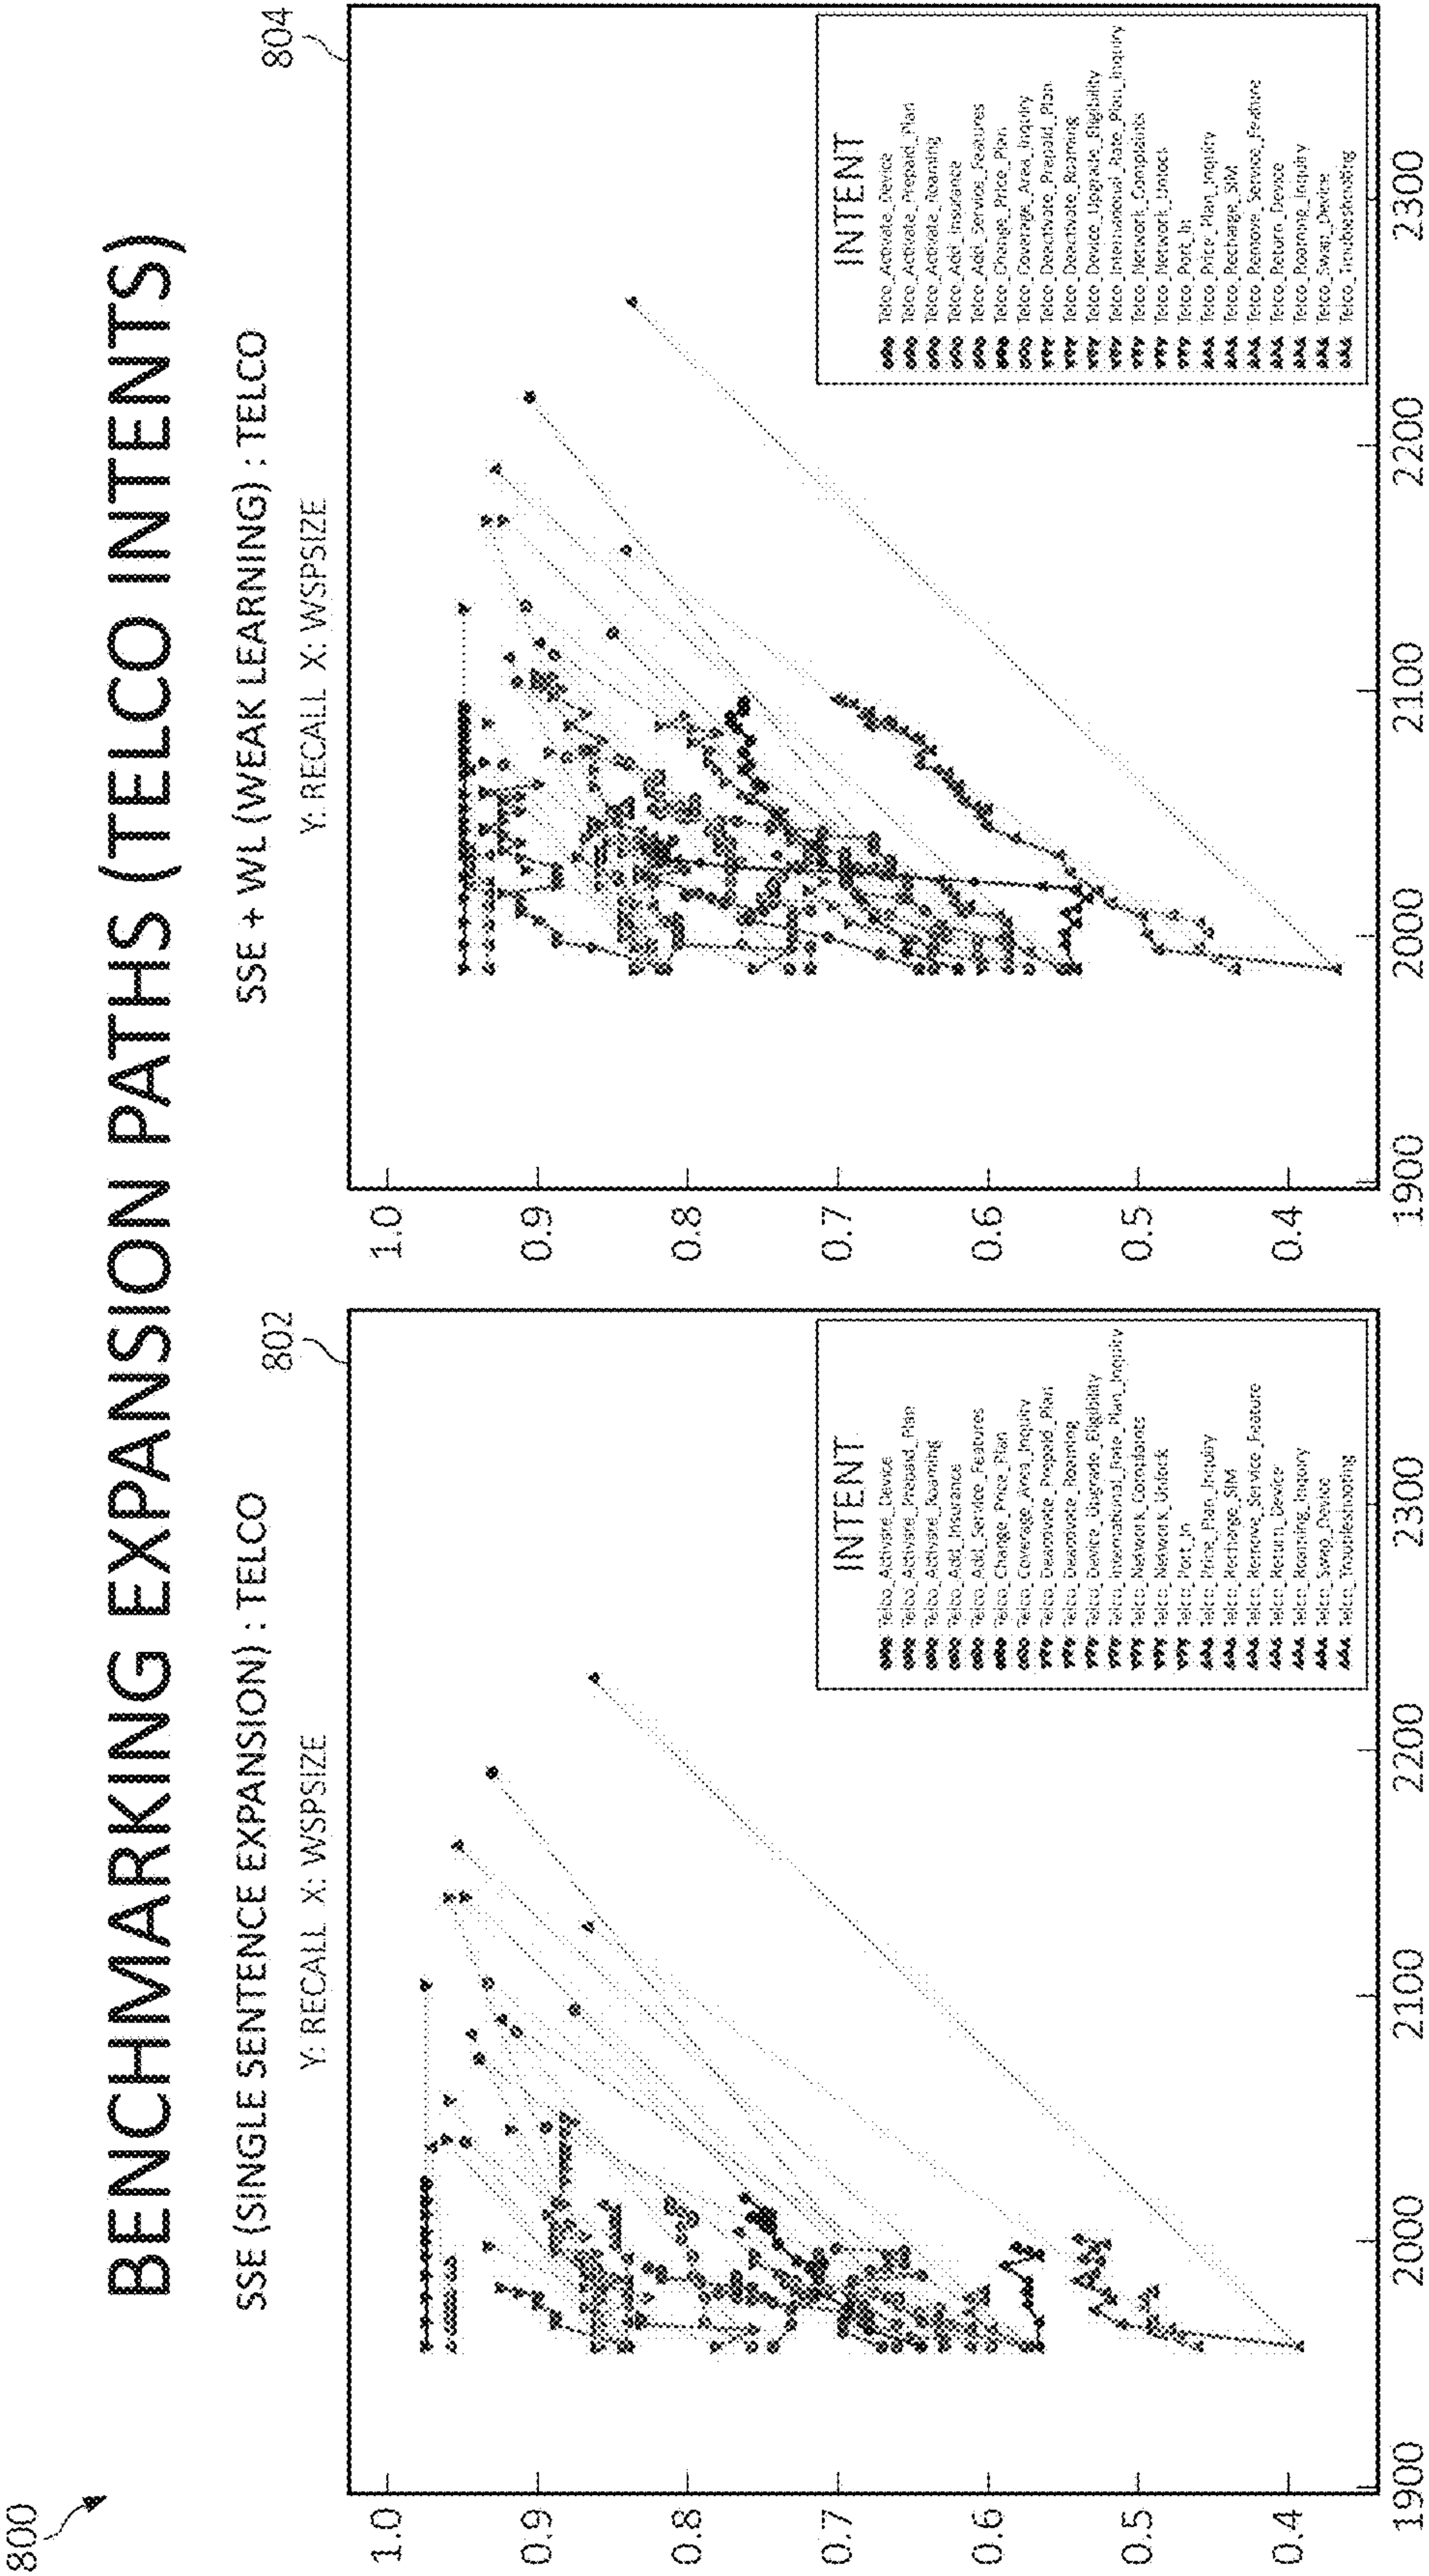 800
BENCHMARKING EXPANSION PATHS (TELCO INTENTS)
SSE (SINGLE SENTENCE EXPANSION) : TELCO
Y: RECALL X: WSPSIZE
802
1.0
0.9
0.8
0.7
0.6
0.5
0.4
1900
2000
2100
2200
2300
INTENT
Telco_Activate_Device
Telco_Activate_Prepaid_Plan
Telco_Activate_Roaming
Telco_Add_Insurance
Telco_Add_Service_Features
Telco_Change_Price_Plan
Telco_Coverage_Area_Inquiry
Telco_Deactivate_Prepaid_Plan
Telco_Deactivate_Roaming
Telco_Device_Upgrade_Eligibility
Telco_International_Rate_Plan_Inquiry
Telco_Network_Complaints
Telco_Network_Unlock
Telco_Port_In
Telco_Price_Plan_Inquiry
Telco_Recharge_SIM
Telco_Remove_Service_Feature
Telco_Return_Device
Telco_Roaming_Inquiry
Telco_Swap_Device
Telco_Troubleshooting
SSE + WL (WEAK LEARNING) : TELCO
Y: RECALL X: WSPSIZE
804
1.0
0.9
0.8
0.7
0.6
0.5
0.4
1900
2000
2100
2200
2300
INTENT
Telco_Activate_Device
Telco_Activate_Prepaid_Plan
Telco_Activate_Roaming
Telco_Add_Insurance
Telco_Add_Service_Features
Telco_Change_Price_Plan
Telco_Coverage_Area_Inquiry
Telco_Deactivate_Prepaid_Plan
Telco_Deactivate_Roaming
Telco_Device_Upgrade_Eligibility
Telco_International_Rate_Plan_Inquiry
Telco_Network_Complaints
Telco_Network_Unlock
Telco_Port_In
Telco_Price_Plan_Inquiry
Telco_Recharge_SIM
Telco_Remove_Service_Feature
Telco_Return_Device
Telco_Roaming_Inquiry
Telco_Swap_Device
Telco_Troubleshooting